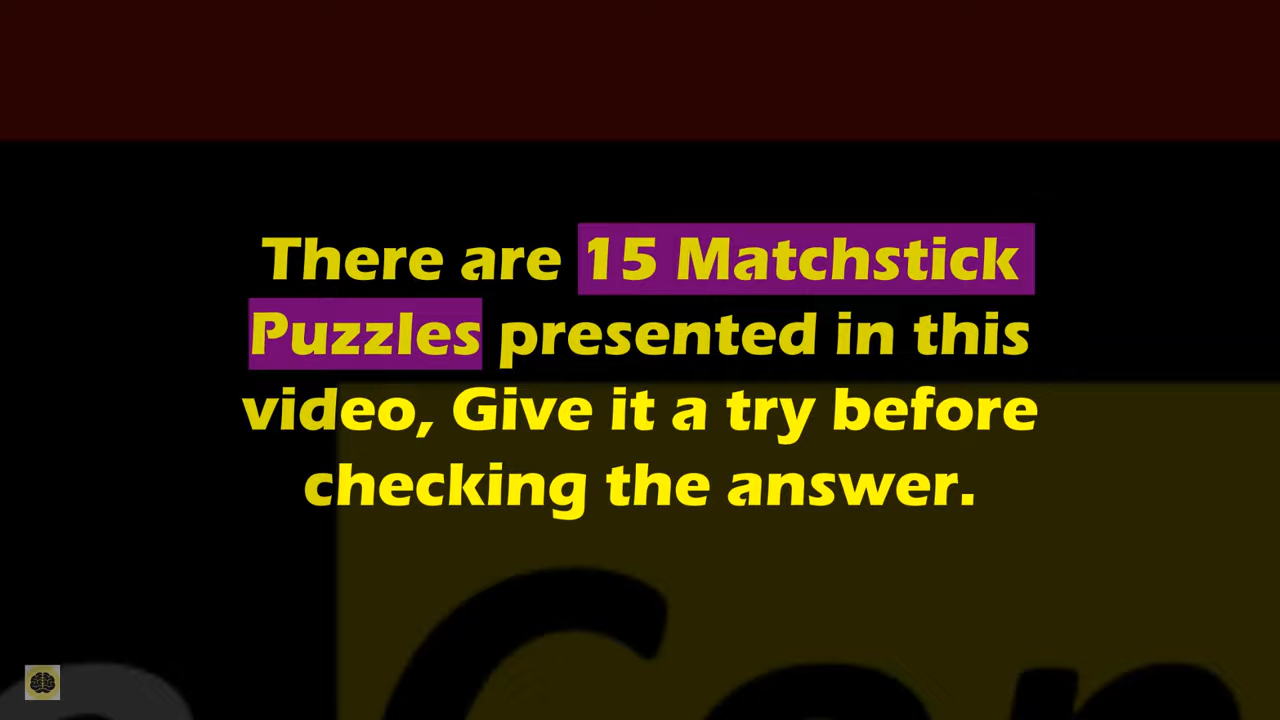 There are 15 Matchstick
Puzzles presented in this
video, Give it a try before
checking the answer.